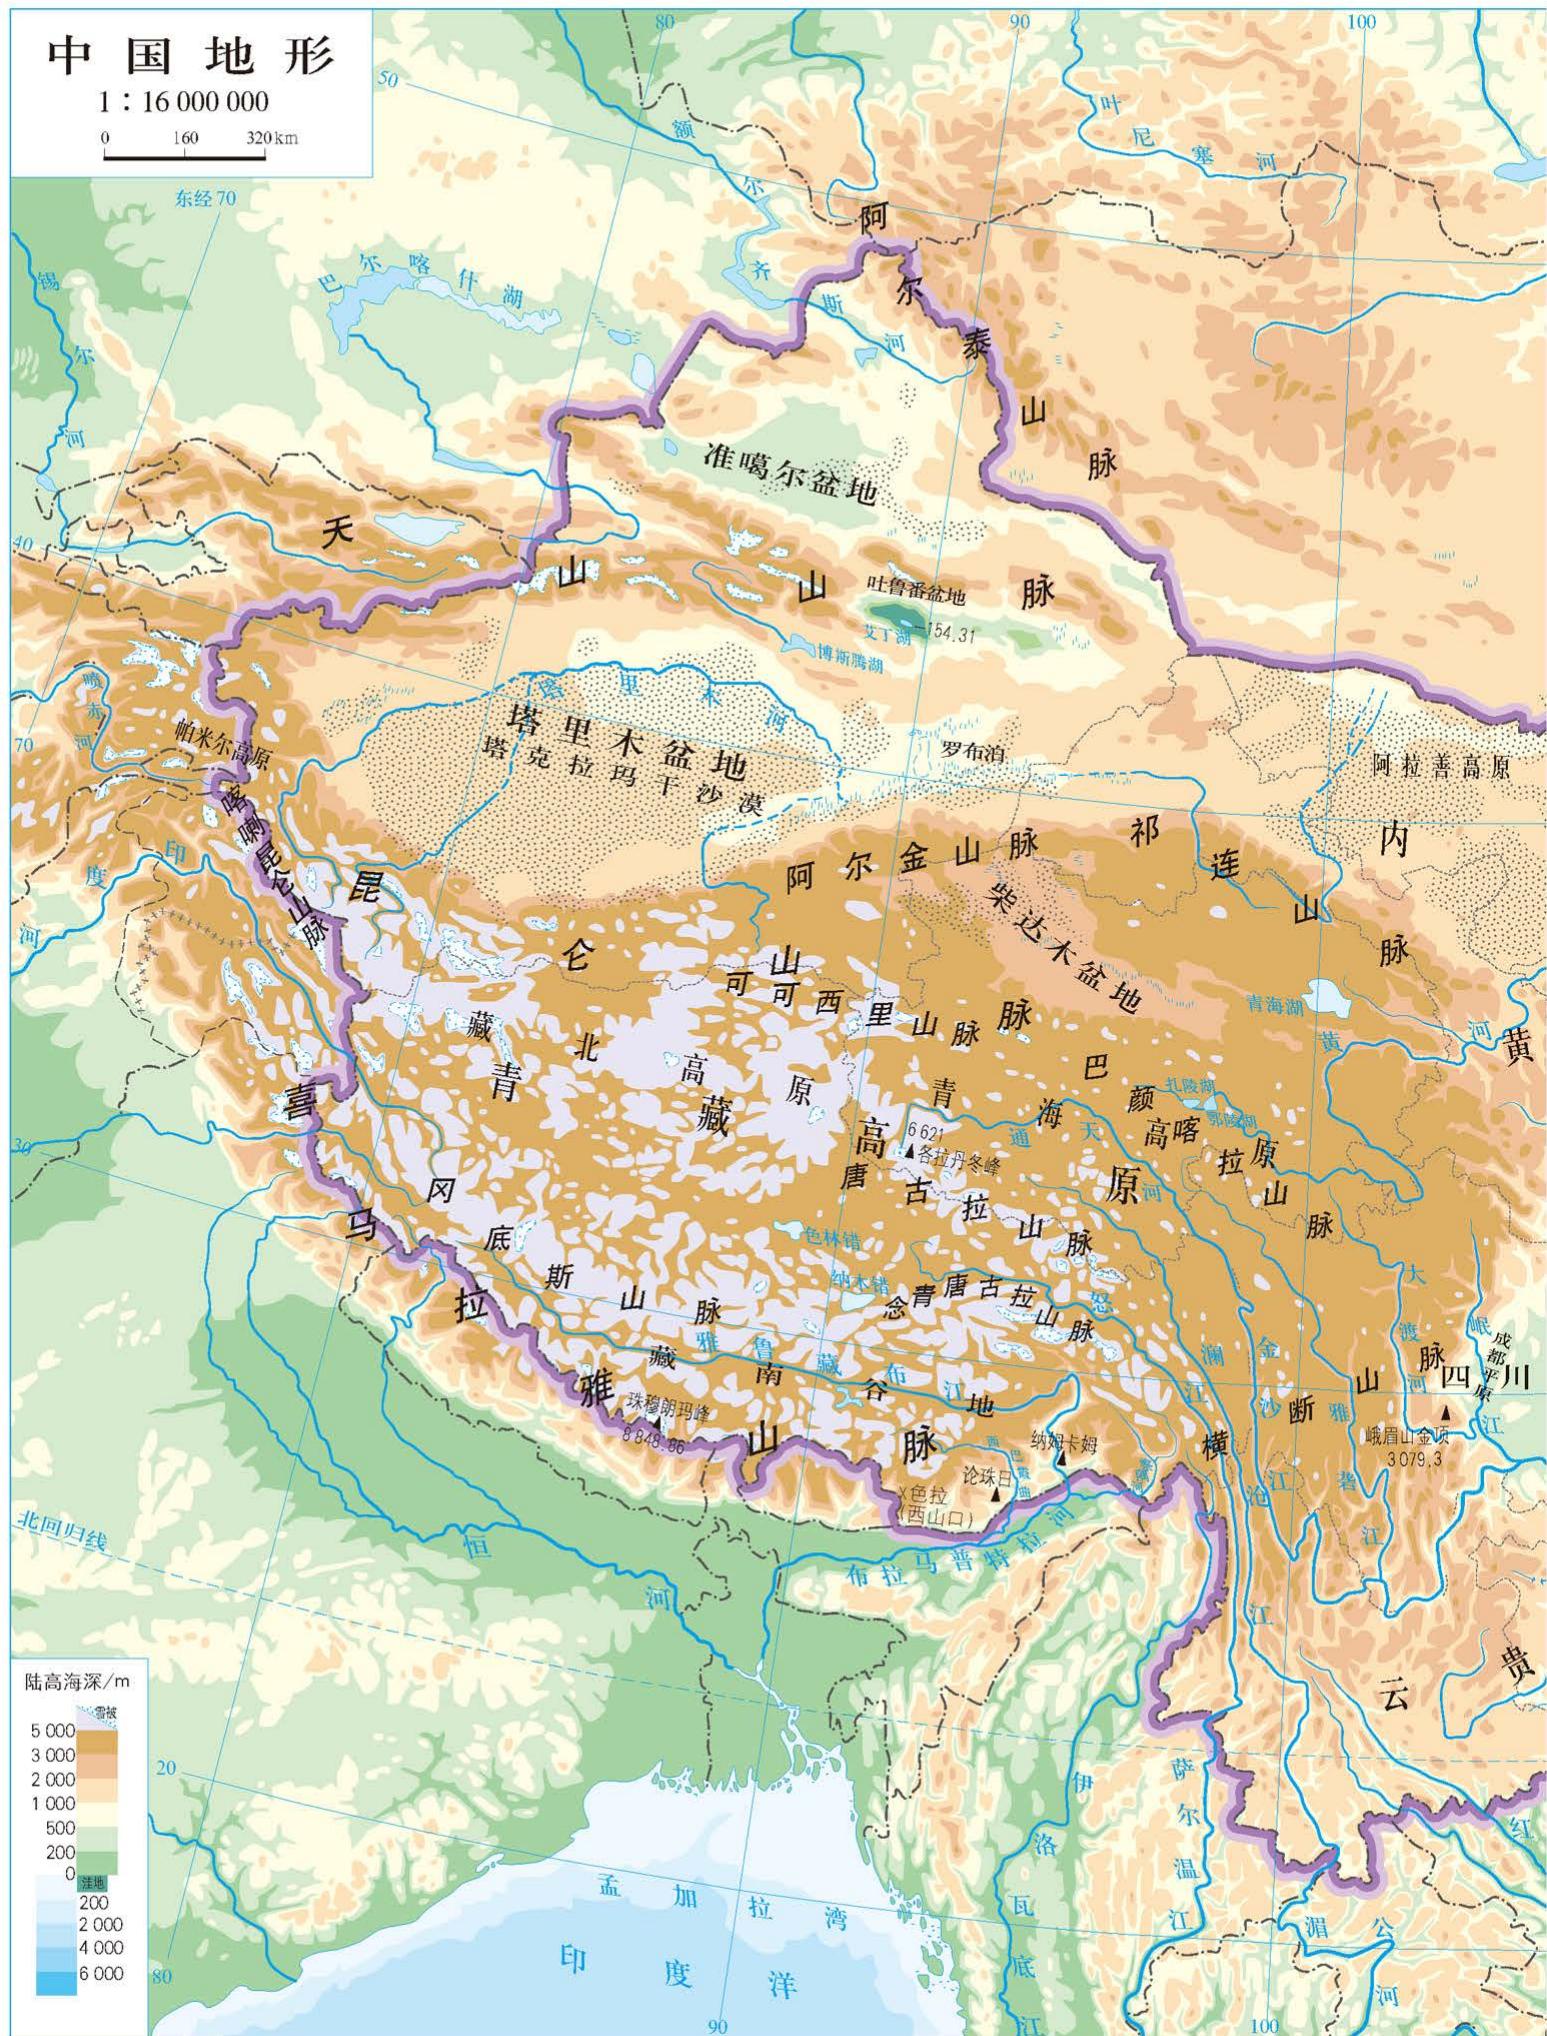 中国地形
1：16 000 000
0 160 320km
80
90
100
50
东经70
40
70
30
20
80
90
100
叶尼塞河
额尔齐斯河
阿尔泰山脉
锡尔河
巴尔喀什湖
准噶尔盆地
天山山脉
吐鲁番盆地
艾丁湖
-154.31
博斯腾湖
喷赤河
帕米尔高原
塔里木河
塔里木盆地
塔克拉玛干沙漠
罗布泊
阿拉善高原
内
喀喇昆仑山脉
印度河
昆仑山脉
阿尔金山脉
祁连山脉
柴达木盆地
青海湖
黄河
黄
可可西里山脉
藏北高原
青藏高原
巴颜喀拉山脉
扎陵湖
鄂陵湖
青海高原
通天河
6 621
各拉丹冬峰
唐古拉山脉
喜马拉雅山脉
冈底斯山脉
色林错
纳木错
念青唐古拉山脉
怒江
雅鲁藏布江
藏南谷地
珠穆朗玛峰
8 848.86
纳姆卡姆
论珠日
西巴霞曲
色拉
(西山口)
澜沧江
金沙江
雅砻江
大渡河
岷江
成都平原
四川
横断山脉
峨眉山金顶
3 079.3
北回归线
恒河
布拉马普特拉河
云贵
伊洛瓦底江
萨尔温江
湄公河
红
孟加拉湾
印度洋
陆高海深/m
雪被
5 000
3 000
2 000
1 000
500
200
0
洼地
200
2 000
4 000
6 000